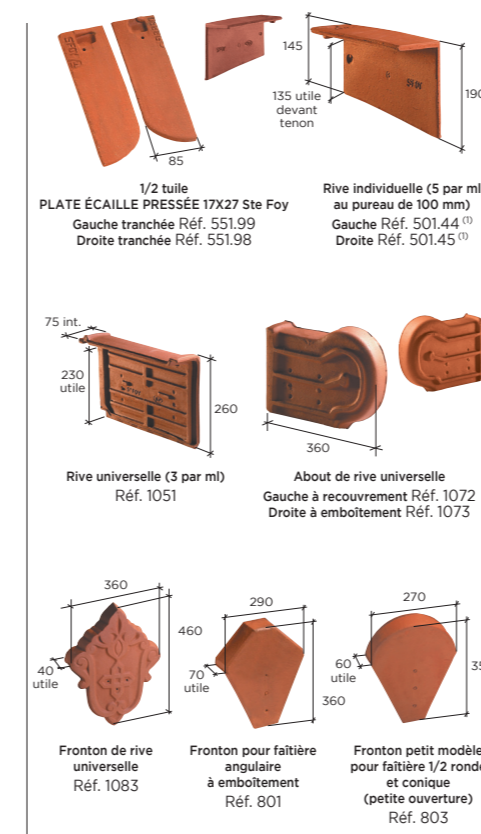 145
135 utile
devant
tenon
190
85
1/2 tuile
PLATE ÉCAILLE PRESSÉE 17X27 Ste Foy
Gauche tranchée Réf. 551.99
Droite tranchée Réf. 551.98
Rive individuelle (5 par ml
au pureau de 100 mm)
Gauche Réf. 501.44 (1)
Droite Réf. 501.45 (1)
75 int.
230
utile
260
360
Rive universelle (3 par ml)
Réf. 1051
About de rive universelle
Gauche à recouvrement Réf. 1072
Droite à emboîtement Réf. 1073
360
460
40
utile
290
70
utile
360
270
60
utile
Fronton de rive
universelle
Réf. 1083
Fronton pour faîtière
angulaire
à emboîtement
Réf. 801
Fronton petit modèle
pour faîtière 1/2 ronde
et conique
(petite ouverture)
Réf. 803